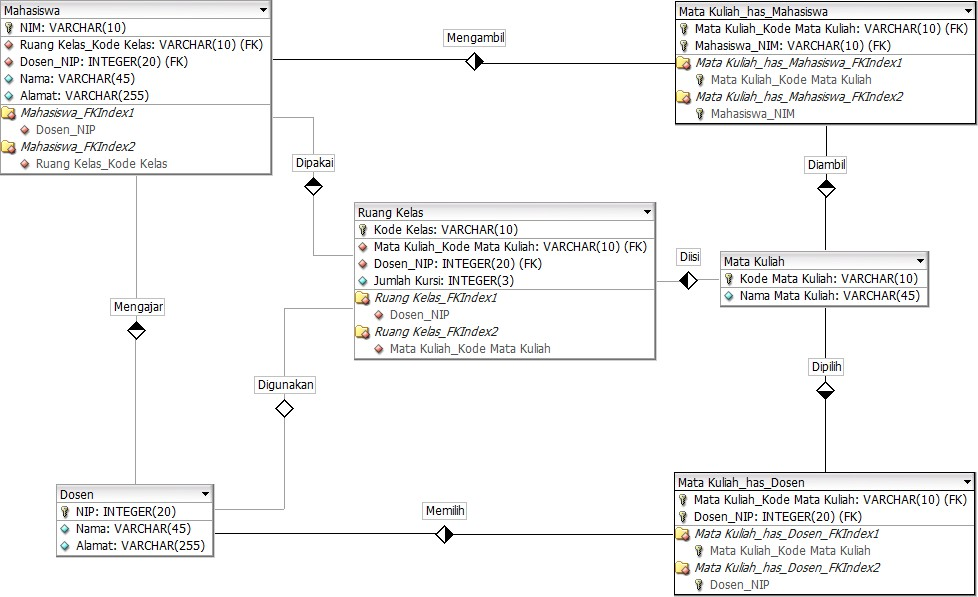 Mahasiswa
NIM: VARCHAR(10)
Ruang Kelas_Kode Kelas: VARCHAR(10) (FK)
Dosen_NIP: INTEGER(20) (FK)
Nama: VARCHAR(45)
Alamat: VARCHAR(255)
Mahasiswa_FKIndex1
Dosen_NIP
Mahasiswa_FKIndex2
Ruang Kelas_Kode Kelas
Mengambil
Mata Kuliah_has_Mahasiswa
Mata Kuliah_Kode Mata Kuliah: VARCHAR(10) (FK)
Mahasiswa_NIM: VARCHAR(10) (FK)
Mata Kuliah_has_Mahasiswa_FKIndex1
Mata Kuliah_Kode Mata Kuliah
Mata Kuliah_has_Mahasiswa_FKIndex2
Mahasiswa_NIM
Dipakai
Diambil
Ruang Kelas
Kode Kelas: VARCHAR(10)
Mata Kuliah_Kode Mata Kuliah: VARCHAR(10) (FK)
Dosen_NIP: INTEGER(20) (FK)
Jumlah Kursi: INTEGER(3)
Ruang Kelas_FKIndex1
Dosen_NIP
Ruang Kelas_FKIndex2
Mata Kuliah_Kode Mata Kuliah
Diisi
Mata Kuliah
Kode Mata Kuliah: VARCHAR(10)
Nama Mata Kuliah: VARCHAR(45)
Mengajar
Digunakan
Dipilih
Dosen
NIP: INTEGER(20)
Nama: VARCHAR(45)
Alamat: VARCHAR(255)
Memilih
Mata Kuliah_has_Dosen
Mata Kuliah_Kode Mata Kuliah: VARCHAR(10) (FK)
Dosen_NIP: INTEGER(20) (FK)
Mata Kuliah_has_Dosen_FKIndex1
Mata Kuliah_Kode Mata Kuliah
Mata Kuliah_has_Dosen_FKIndex2
Dosen_NIP